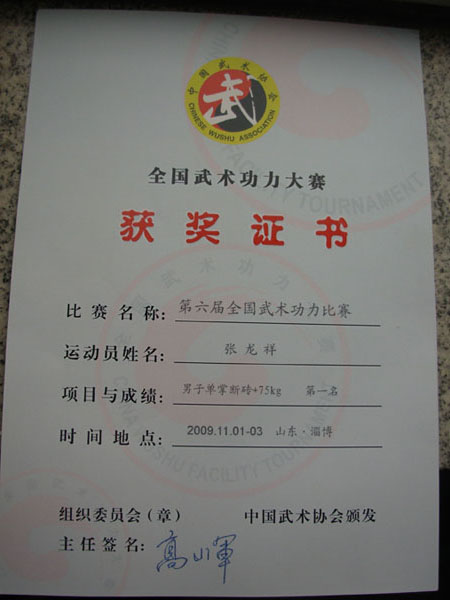 中国武术协会
武
CHINESE WUSHU ASSOCIATION
全国武术功力大赛
获奖证书
比赛名称: 第六届全国武术功力比赛
运动员姓名: 张龙祥
项目与成绩: 男子单掌断砖+75kg 第一名
时间地点: 2009.11.01-03 山东·淄博
组织委员会(章) 中国武术协会颁发
主任签名: 高小军